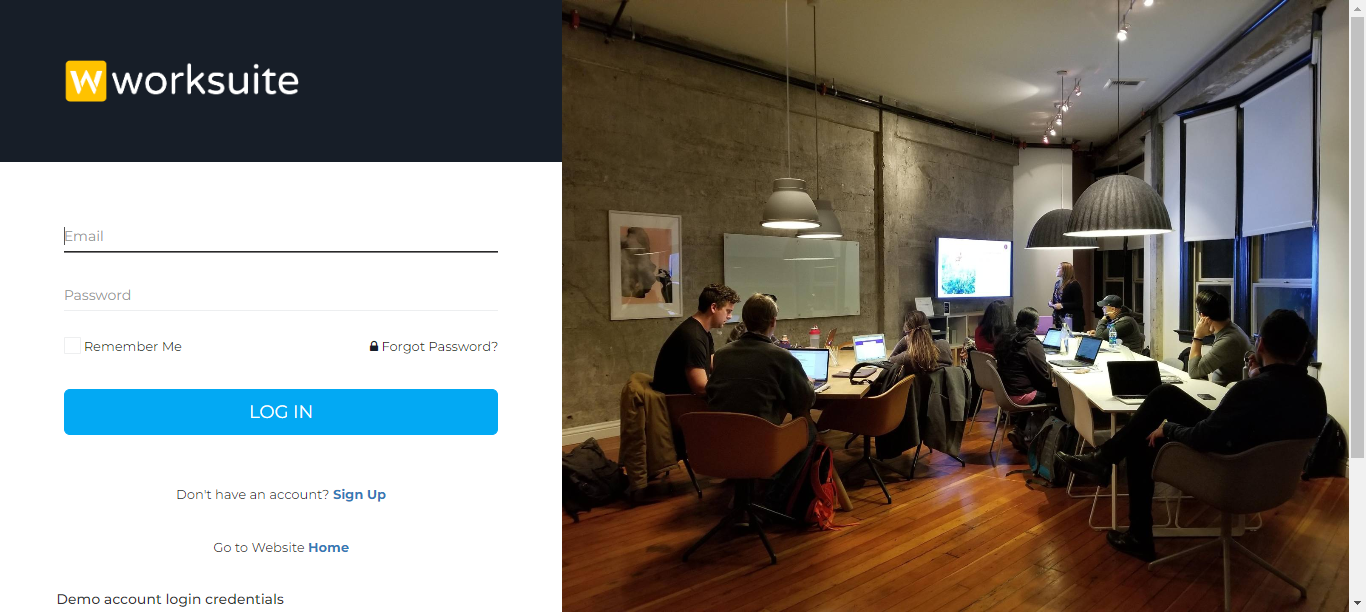 W worksuite
Email
Password
Remember Me Forgot Password?
LOG IN
Don't have an account? Sign Up
Go to Website Home
Demo account login credentials